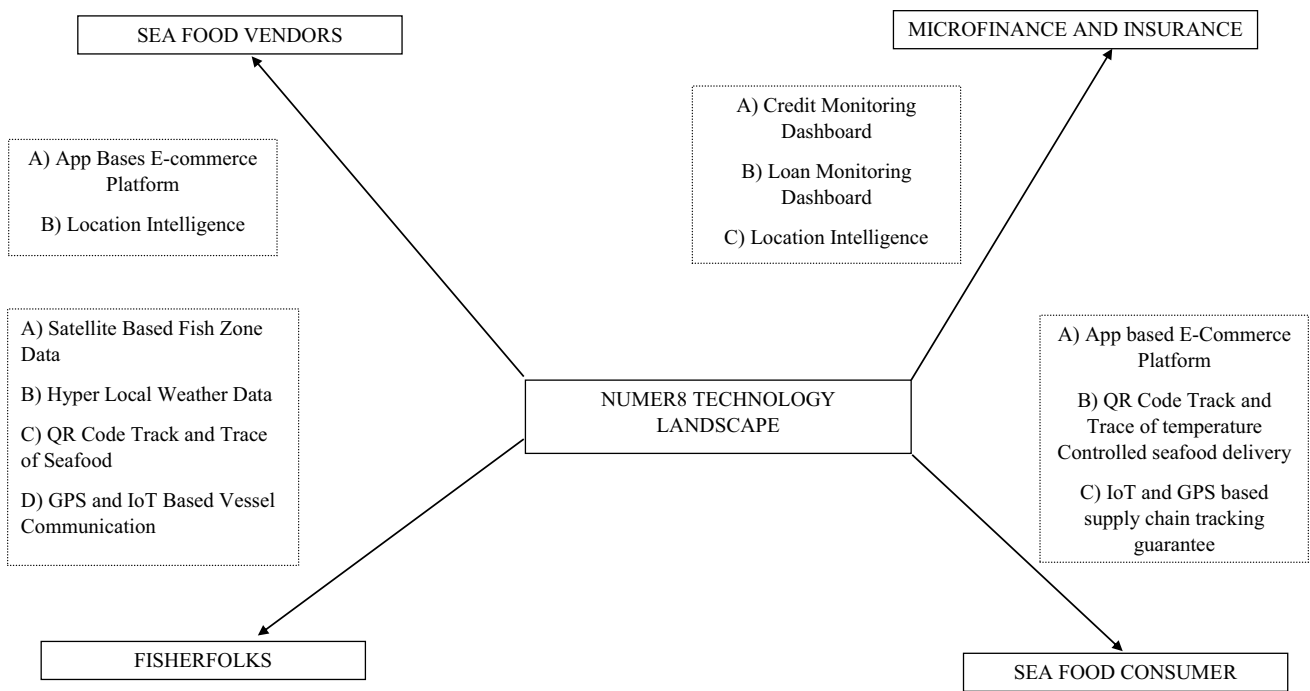 SEA FOOD VENDORS
MICROFINANCE AND INSURANCE
A) App Bases E-commerce
Platform
B) Location Intelligence
A) Credit Monitoring
Dashboard
B) Loan Monitoring
Dashboard
C) Location Intelligence
A) Satellite Based Fish Zone
Data
B) Hyper Local Weather Data
C) QR Code Track and Trace
of Seafood
D) GPS and IoT Based Vessel
Communication
NUMER8 TECHNOLOGY
LANDSCAPE
A) App based E-Commerce
Platform
B) QR Code Track and
Trace of temperature
Controlled seafood delivery
C) IoT and GPS based
supply chain tracking
guarantee
FISHERFOLKS
SEA FOOD CONSUMER